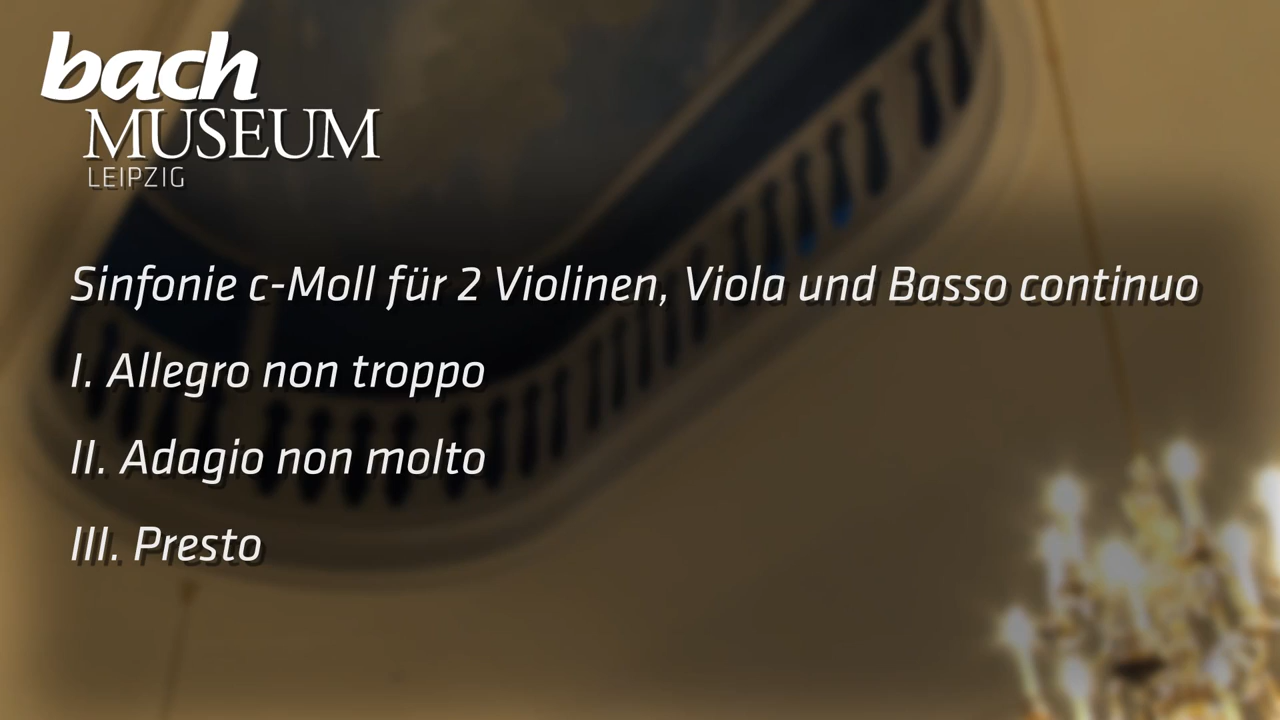 bach
MUSEUM
LEIPZIG
Sinfonie c-Moll für 2 Violinen, Viola und Basso continuo
I. Allegro non troppo
II. Adagio non molto
III. Presto